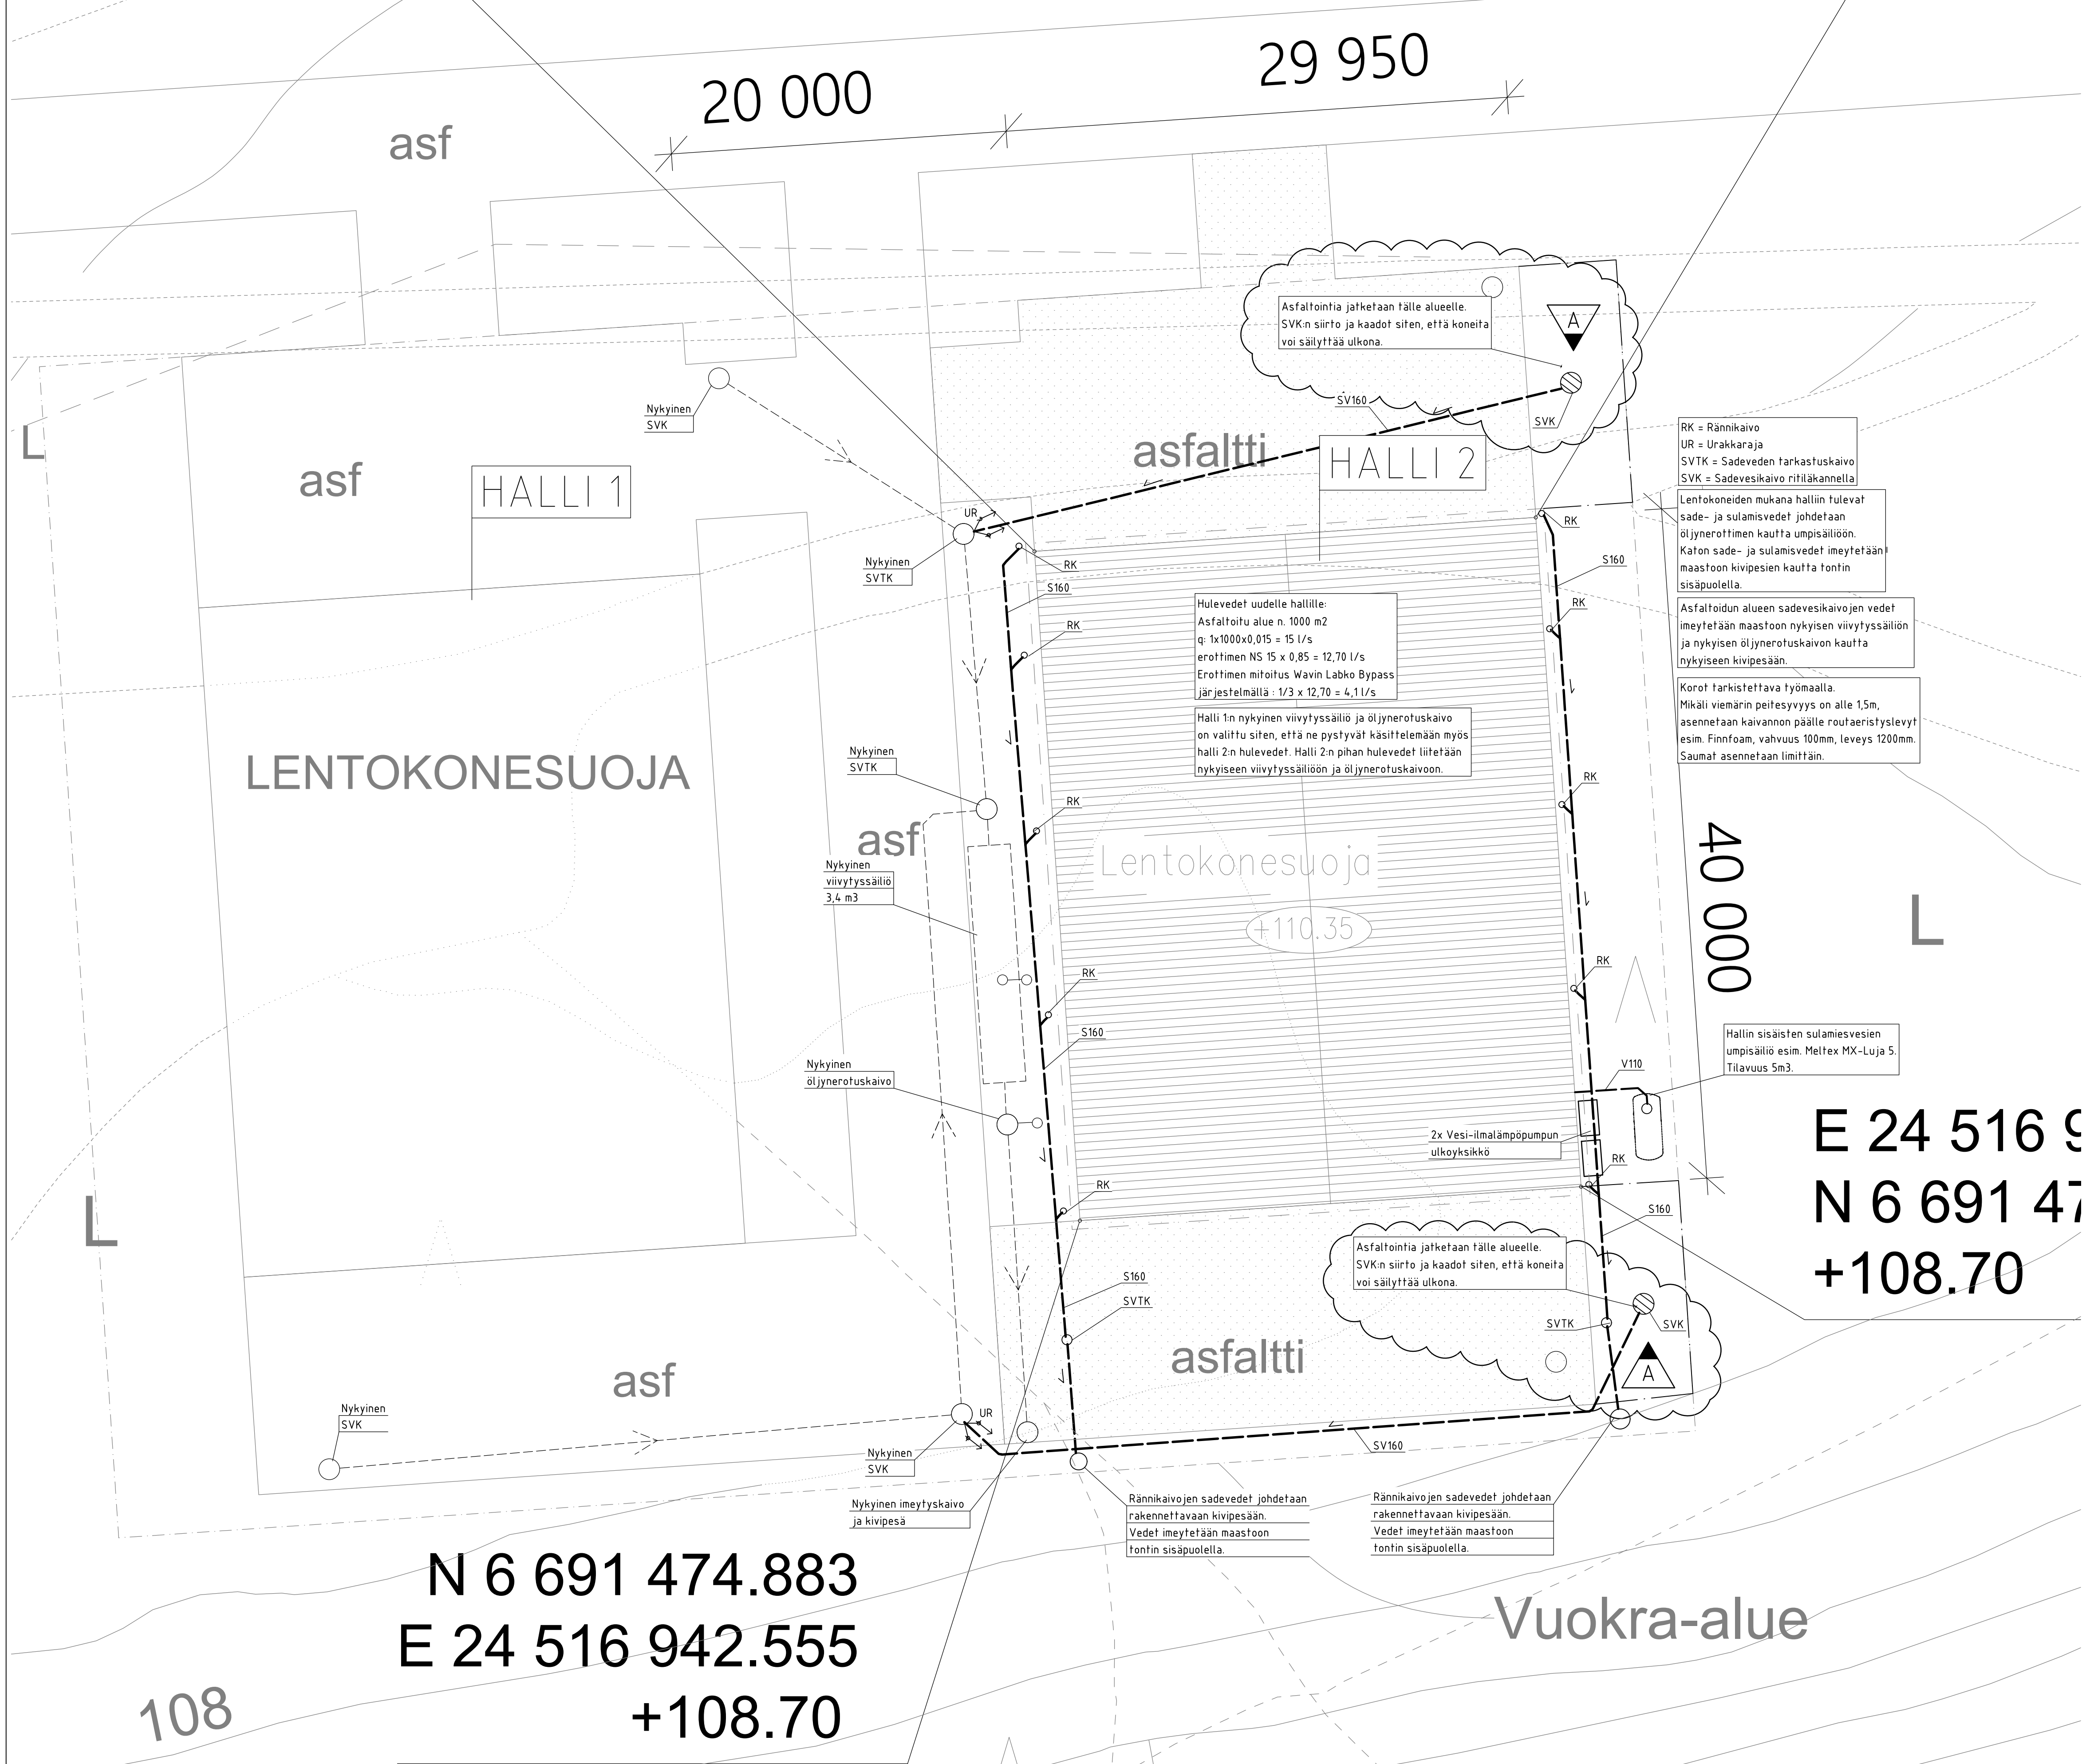 20 000
29 950
asf
Asfaltointia jatketaan tälle alueelle.
SVK:n siirto ja kaadot siten, että koneita
voi säilyttää ulkona.
A
SVK
SV160
Nykyinen
SVK
L
asf
HALLI 1
asfaltti
HALLI 2
RK = Rännikaivo
UR = Urakkaraja
SVTK = Sadeveden tarkastuskaivo
SVK = Sadevesikaivo ritiläkannella
Lentokoneiden mukana halliin tulevat
sade- ja sulamisvedet johdetaan
öljynerottimen kautta umpisäiliöön.
Katon sade- ja sulamisvedet imeytetään
maastoon kivipesien kautta tontin
sisäpuolella.
Asfaltoidun alueen sadevesikaivojen vedet
imeytetään maastoon nykyisen viivytyssäiliön
ja nykyisen öljynerotuskaivon kautta
nykyiseen kivipesään.
Korot tarkistettava työmaalla.
Mikäli viemärin peitesyvyys on alle 1,5m,
asennetaan kaivannon päälle routaeristyslevyt
esim. Finnfoam, vahvuus 100mm, leveys 1200mm.
Saumat asennetaan limittäin.
UR
Nykyinen
SVTK
RK
S160
RK
RK
S160
RK
Hulevedet uudelle hallille:
Asfaltoitu alue n. 1000 m2
q: 1x1000x0,015 = 15 l/s
erottimen NS 15 x 0,85 = 12,70 l/s
Erottimen mitoitus Wavin Labko Bypass
järjestelmällä : 1/3 x 12,70 = 4,1 l/s
Halli 1:n nykyinen viivytyssäiliö ja öljynerotuskaivo
on valittu siten, että ne pystyvät käsittelemään myös
halli 2:n hulevedet. Halli 2:n pihan hulevedet liitetään
nykyiseen viivytyssäiliöön ja öljynerotuskaivoon.
LENTOKONESUOJA
Nykyinen
SVTK
RK
RK
asf
Nykyinen
viivytyssäiliö
3,4 m3
Lentokonesuoja
+110.35
40 000
L
RK
RK
S160
Nykyinen
öljynerotuskaivo
V110
Hallin sisäisten sulamiesvesien
umpisäiliö esim. Meltex MX-Luja 5.
Tilavuus 5m3.
2x Vesi-ilmalämpöpumpun
ulkoyksikkö
RK
RK
S160
E 24 516 9
N 6 691 47
+108.70
L
Asfaltointia jatketaan tälle alueelle.
SVK:n siirto ja kaadot siten, että koneita
voi säilyttää ulkona.
S160
SVTK
SVTK
SVK
A
asfaltti
asf
Nykyinen
SVK
UR
Nykyinen
SVK
SV160
Nykyinen imeytyskaivo
ja kivipesä
Rännikaivojen sadevedet johdetaan
rakennettavaan kivipesään.
Vedet imeytetään maastoon
tontin sisäpuolella.
Rännikaivojen sadevedet johdetaan
rakennettavaan kivipesään.
Vedet imeytetään maastoon
tontin sisäpuolella.
N 6 691 474.883
E 24 516 942.555
+108.70
Vuokra-alue
108